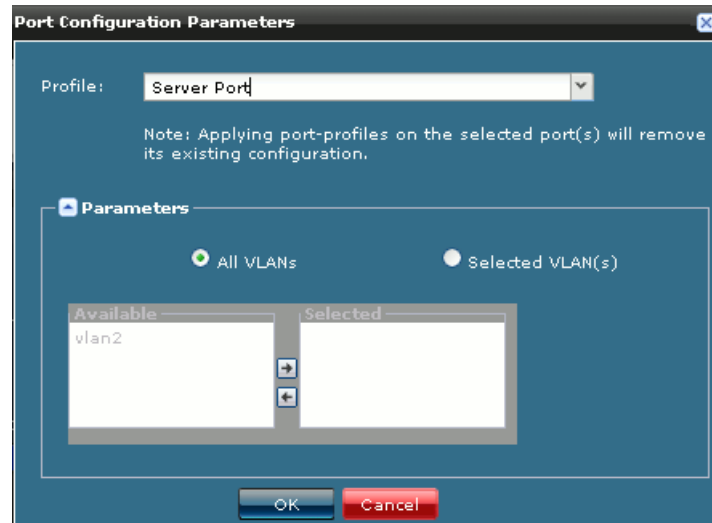 Port Configuration Parameters
Profile: Server Port
Note: Applying port-profiles on the selected port(s) will remove
its existing configuration.
Parameters
All VLANs Selected VLAN(s)
Available Selected
vlan2
OK Cancel